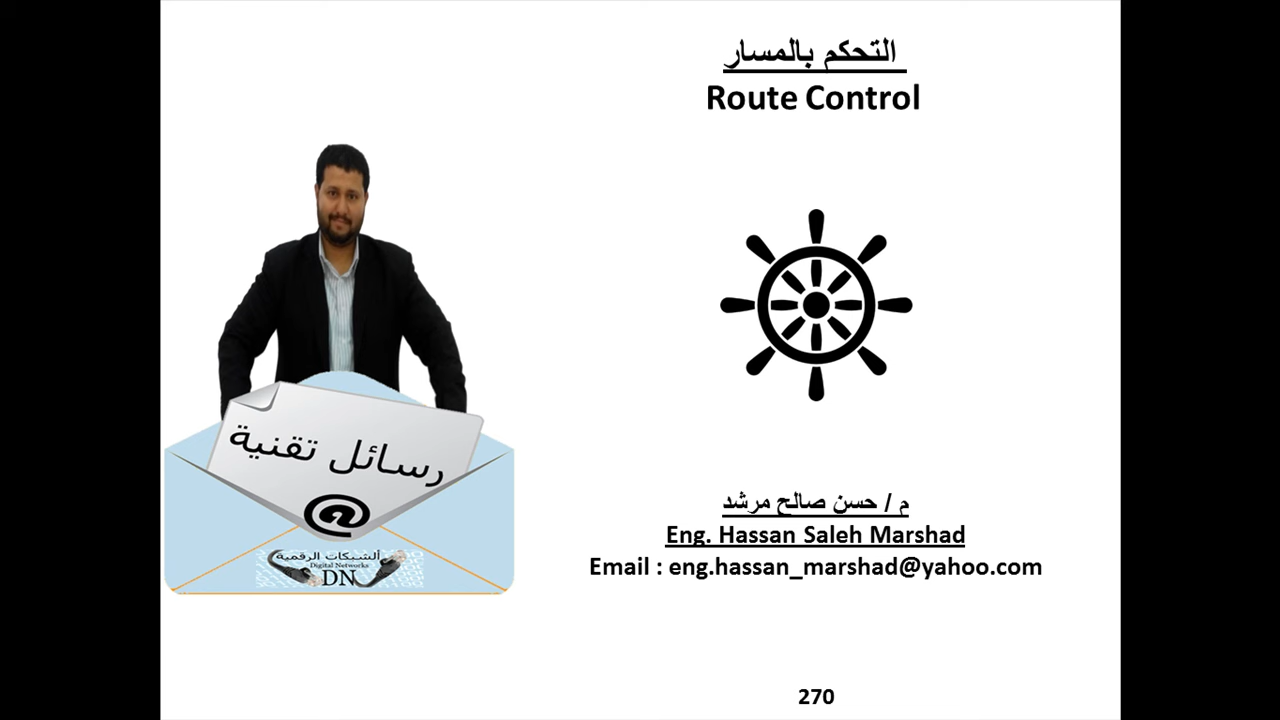 التحكم بالمسار
Route Control
رسائل تقنية
@
الشبكات الرقمية
Digital Networks
DN
م / حسن صالح مرشد
Eng. Hassan Saleh Marshad
Email : eng.hassan_marshad@yahoo.com
270